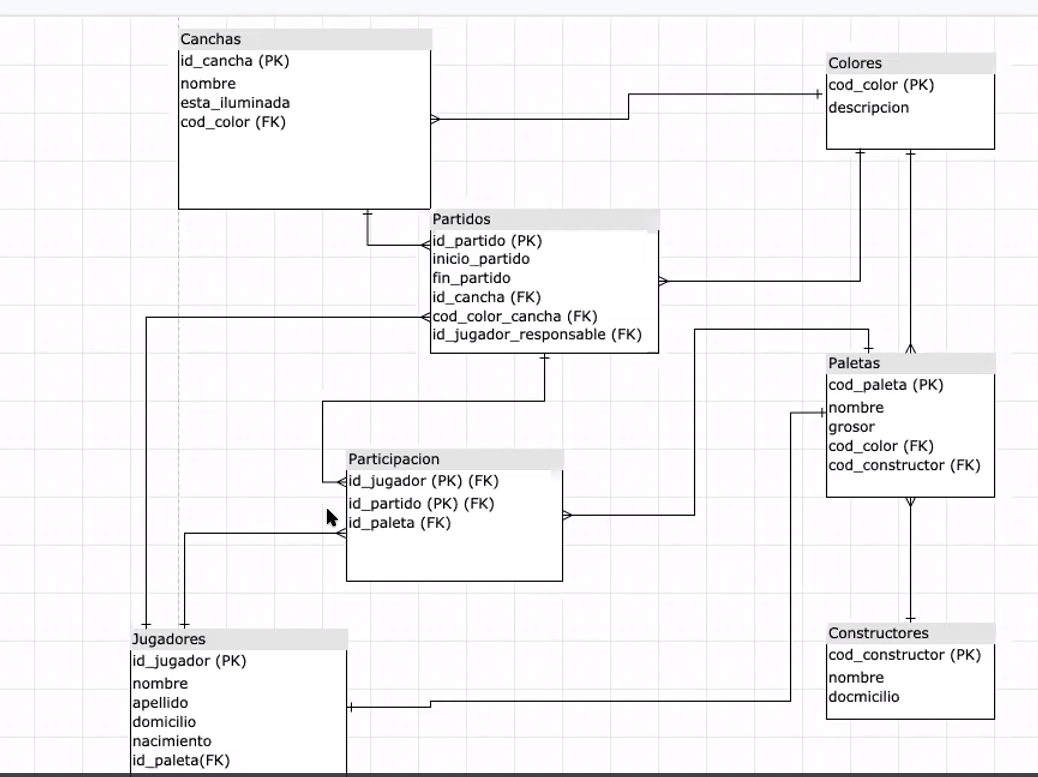 Canchas
id_cancha (PK)
nombre
esta_iluminada
cod_color (FK)
Colores
cod_color (PK)
descripcion
Partidos
id_partido (PK)
inicio_partido
fin_partido
id_cancha (FK)
cod_color_cancha (FK)
id_jugador_responsable (FK)
Paletas
cod_paleta (PK)
nombre
grosor
cod_color (FK)
cod_constructor (FK)
Participacion
id_jugador (PK) (FK)
id_partido (PK) (FK)
id_paleta (FK)
Jugadores
id_jugador (PK)
nombre
apellido
domicilio
nacimiento
id_paleta(FK)
Constructores
cod_constructor (PK)
nombre
docmicilio